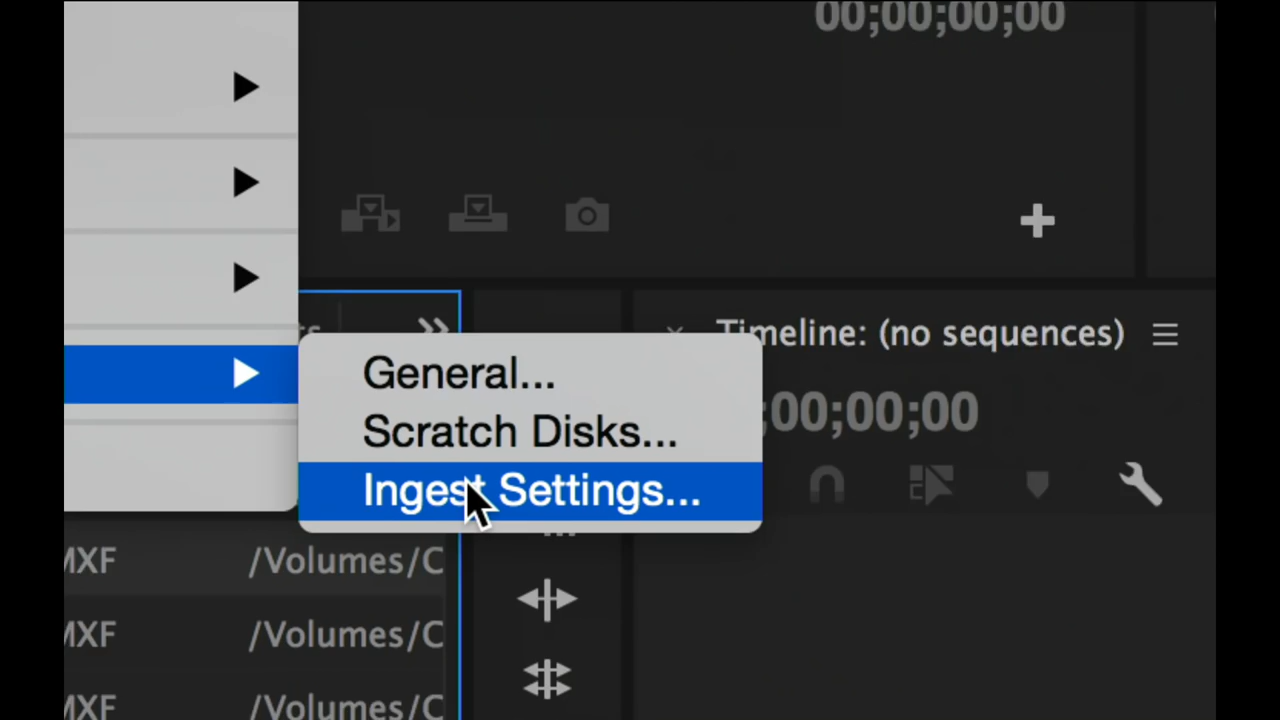 00;00;00;00
Timeline: (no sequences)
General...
;00;00;00
Scratch Disks...
Ingest Settings...
MXF /Volumes/C
MXF /Volumes/C
MXF /Volumes/C